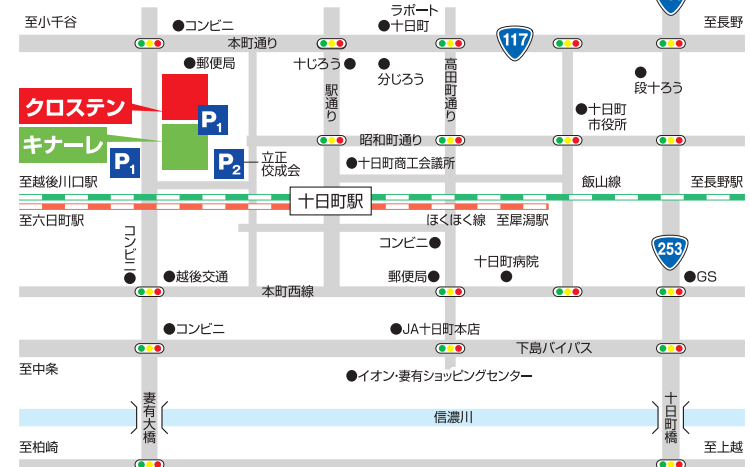 ラポート
至小千谷
コンビニ
十日町
至長野
本町通り
117
郵便局
十じろう
分じろう
高田町通り
駅通り
段十ろう
クロステン
P1
十日町
市役所
キナーレ
昭和町通り
P1
P2
立正
佼成会
十日町商工会議所
至越後川口駅
飯山線
至長野駅
十日町駅
至六日町駅
ほくほく線
至犀潟駅
コンビニ
コンビニ
253
十日町病院
越後交通
郵便局
GS
本町西線
コンビニ
JA十日町本店
下島バイパス
至中条
イオン・妻有ショッピングセンター
妻有大橋
十日町橋
信濃川
至柏崎
至上越